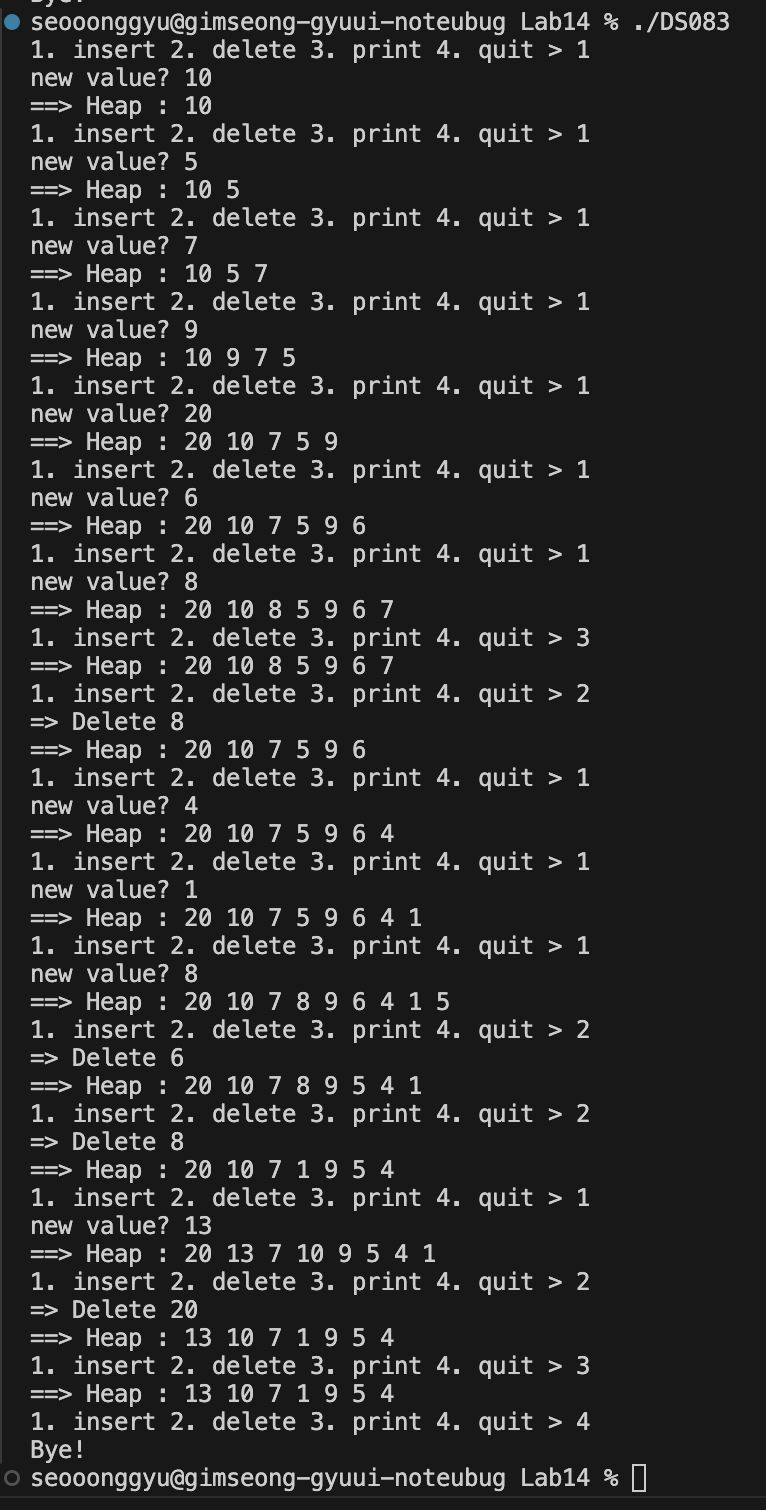 Bye!
seooonggyu@gimseong-gyuui-noteubug Lab14 % ./DS083
1. insert 2. delete 3. print 4. quit > 1
new value? 10
==> Heap : 10
1. insert 2. delete 3. print 4. quit > 1
new value? 5
==> Heap : 10 5
1. insert 2. delete 3. print 4. quit > 1
new value? 7
==> Heap : 10 5 7
1. insert 2. delete 3. print 4. quit > 1
new value? 9
==> Heap : 10 9 7 5
1. insert 2. delete 3. print 4. quit > 1
new value? 20
==> Heap : 20 10 7 5 9
1. insert 2. delete 3. print 4. quit > 1
new value? 6
==> Heap : 20 10 7 5 9 6
1. insert 2. delete 3. print 4. quit > 1
new value? 8
==> Heap : 20 10 8 5 9 6 7
1. insert 2. delete 3. print 4. quit > 3
==> Heap : 20 10 8 5 9 6 7
1. insert 2. delete 3. print 4. quit > 2
=> Delete 8
==> Heap : 20 10 7 5 9 6
1. insert 2. delete 3. print 4. quit > 1
new value? 4
==> Heap : 20 10 7 5 9 6 4
1. insert 2. delete 3. print 4. quit > 1
new value? 1
==> Heap : 20 10 7 5 9 6 4 1
1. insert 2. delete 3. print 4. quit > 1
new value? 8
==> Heap : 20 10 7 8 9 6 4 1 5
1. insert 2. delete 3. print 4. quit > 2
=> Delete 6
==> Heap : 20 10 7 8 9 5 4 1
1. insert 2. delete 3. print 4. quit > 2
=> Delete 8
==> Heap : 20 10 7 1 9 5 4
1. insert 2. delete 3. print 4. quit > 1
new value? 13
==> Heap : 20 13 7 10 9 5 4 1
1. insert 2. delete 3. print 4. quit > 2
=> Delete 20
==> Heap : 13 10 7 1 9 5 4
1. insert 2. delete 3. print 4. quit > 3
==> Heap : 13 10 7 1 9 5 4
1. insert 2. delete 3. print 4. quit > 4
Bye!
seooonggyu@gimseong-gyuui-noteubug Lab14 %